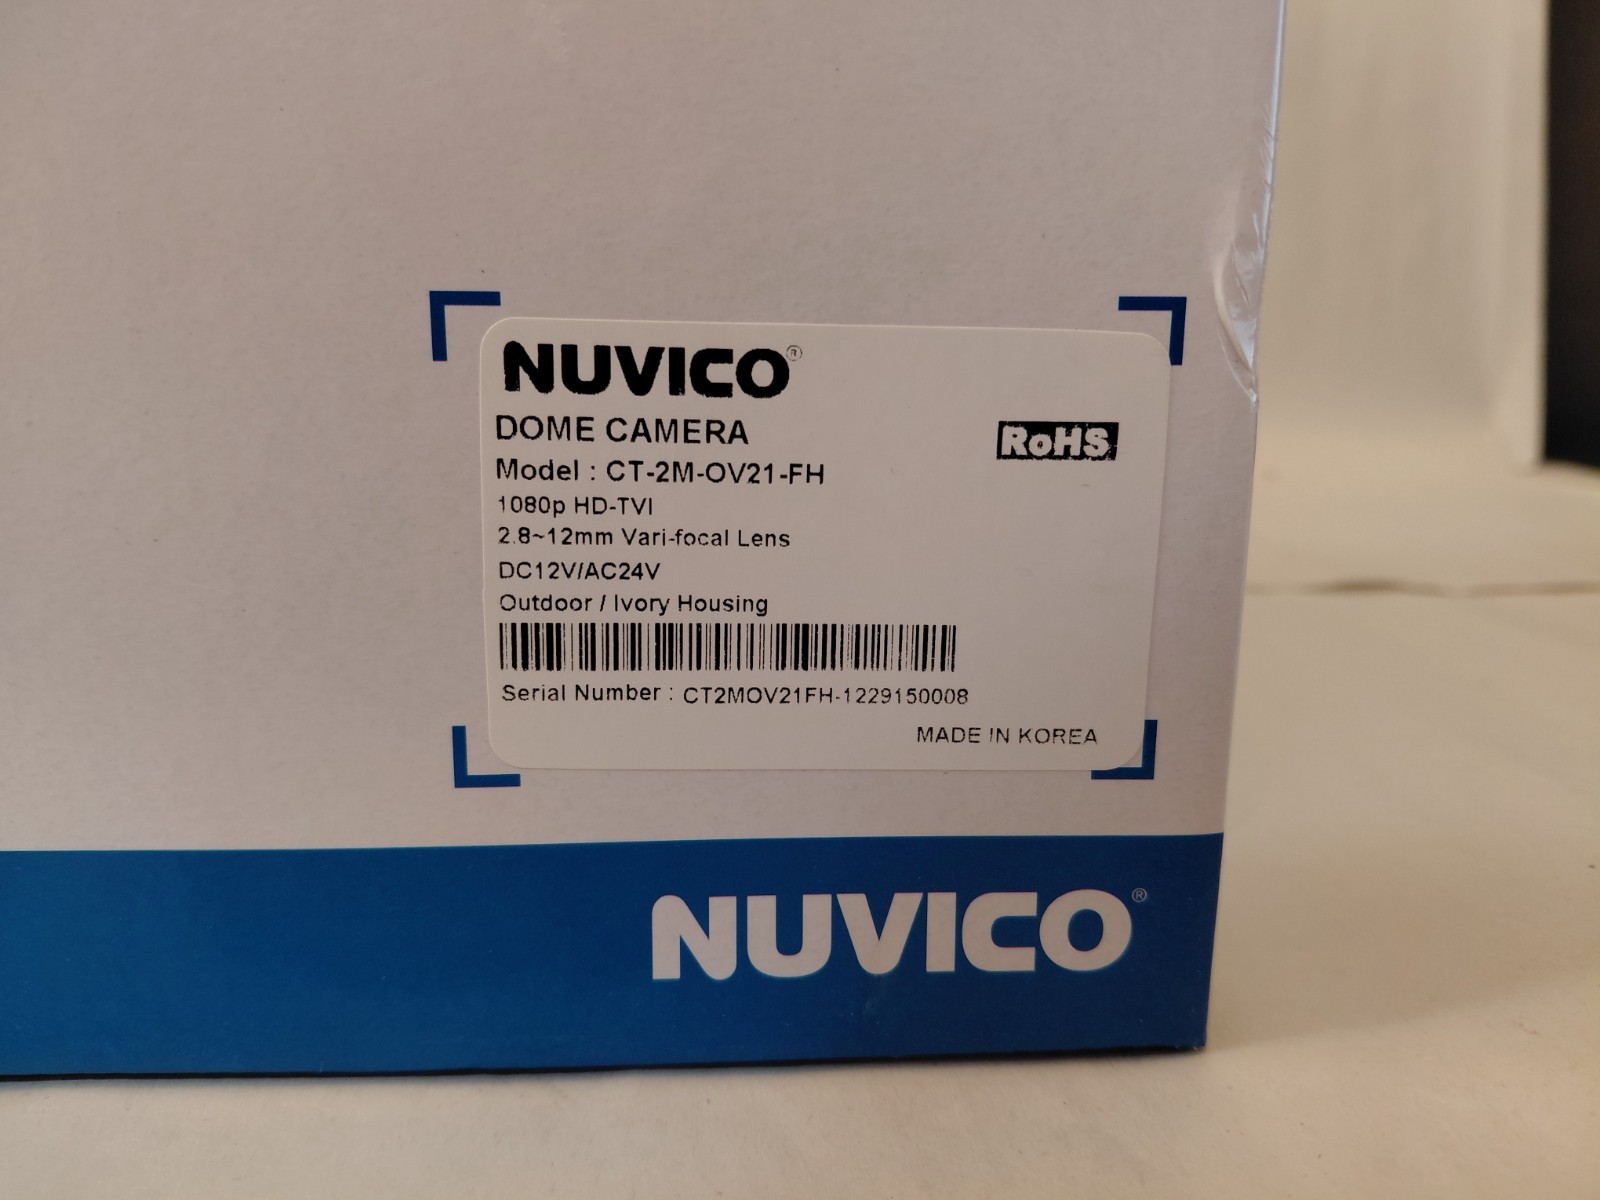 NUVICO®
DOME CAMERA
RoHS
Model : CT-2M-OV21-FH
1080p HD-TVI
2.8~12mm Vari-focal Lens
DC12V/AC24V
Outdoor / Ivory Housing
Serial Number : CT2MOV21FH-1229150008
MADE IN KOREA
NUVICO®